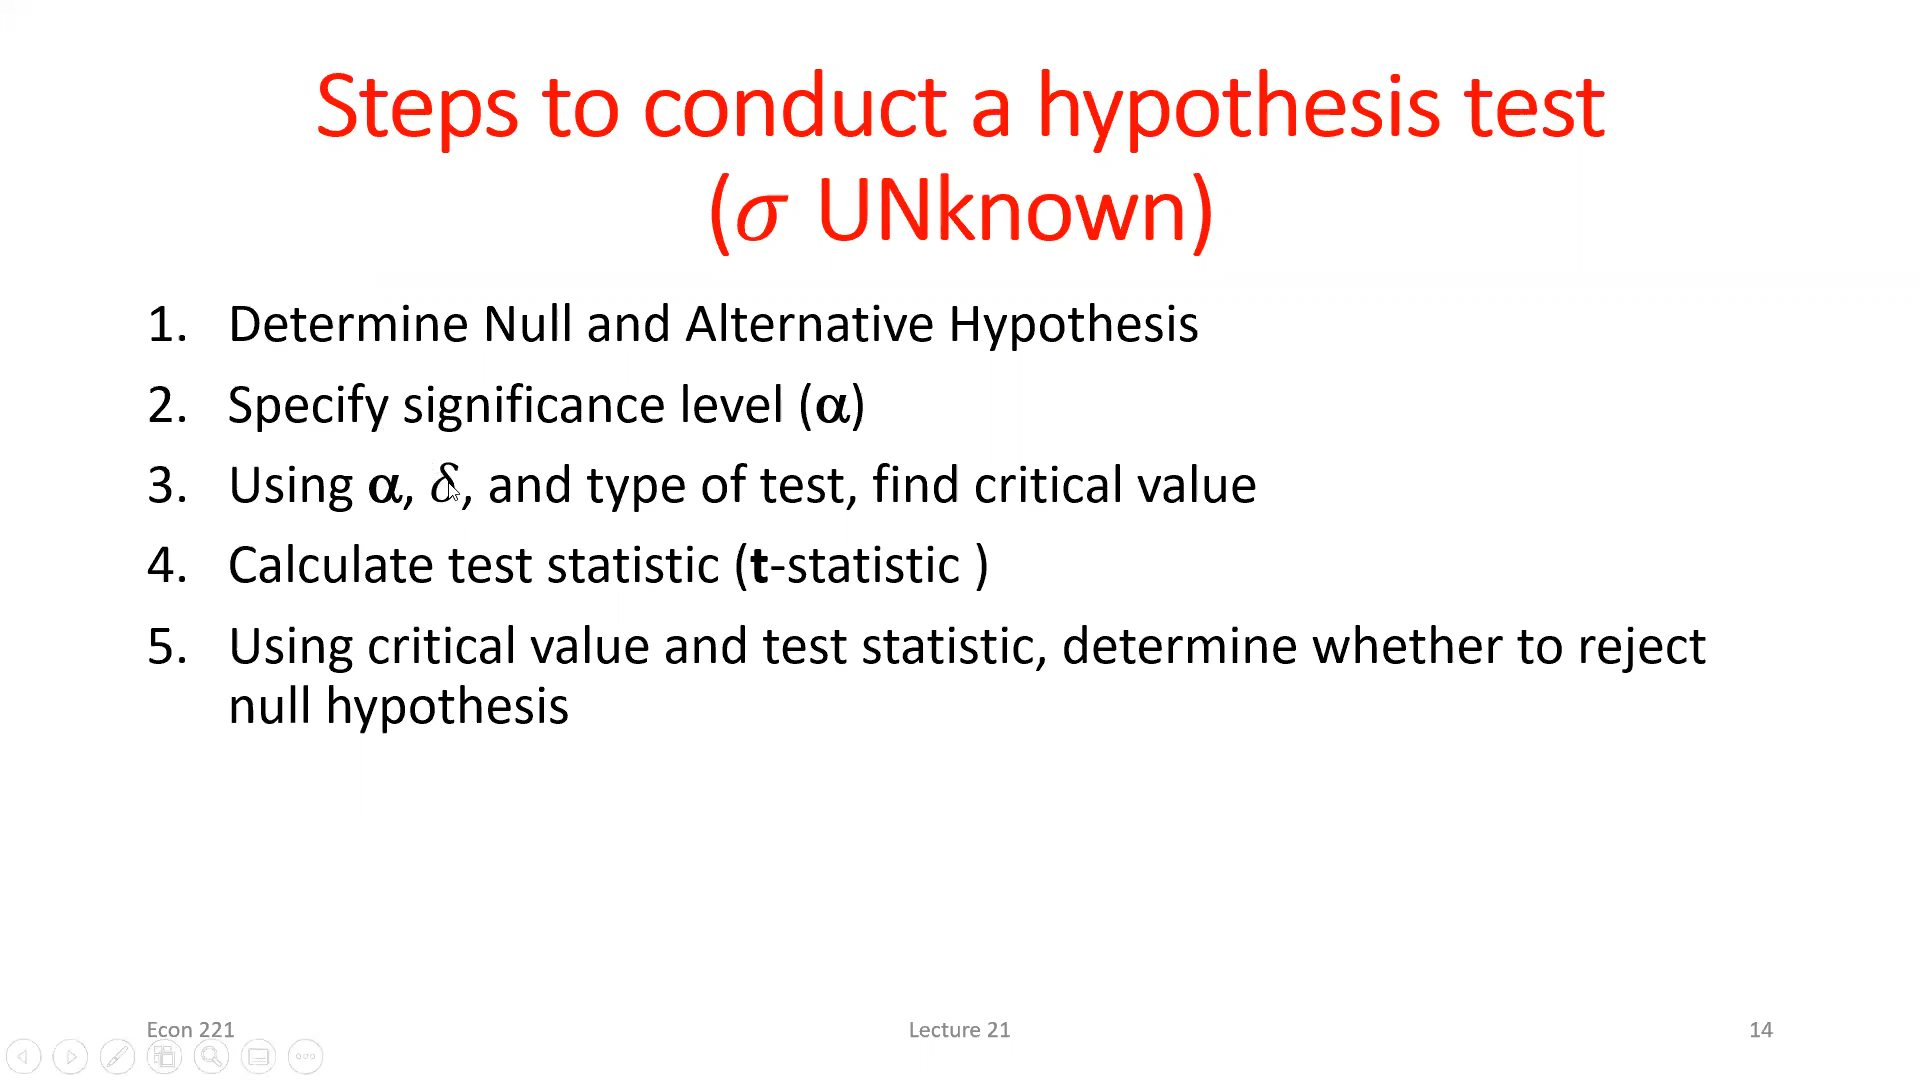 Steps to conduct a hypothesis test
(σ UNknown)
1. Determine Null and Alternative Hypothesis
2. Specify significance level (α)
3. Using α, δ, and type of test, find critical value
4. Calculate test statistic (t-statistic )
5. Using critical value and test statistic, determine whether to reject
null hypothesis
Econ 221
Lecture 21
14